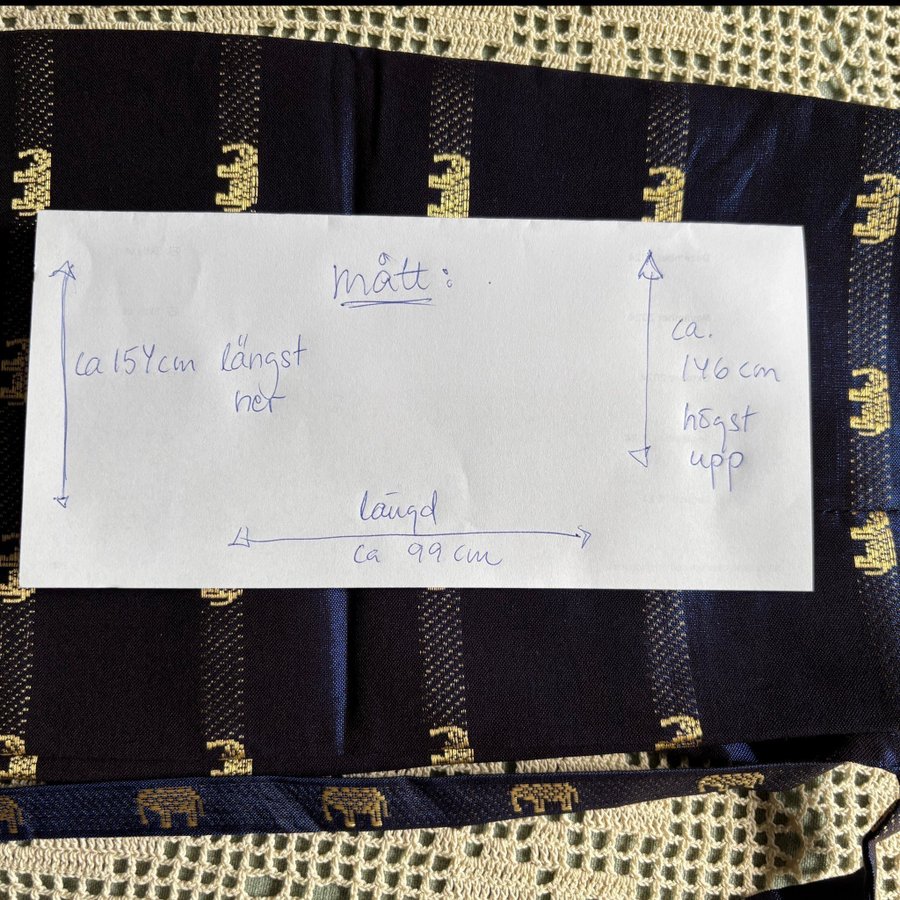 mått:
ca 154 cm längst
ner
ca.
146 cm
högst
upp
längd
ca 99 cm